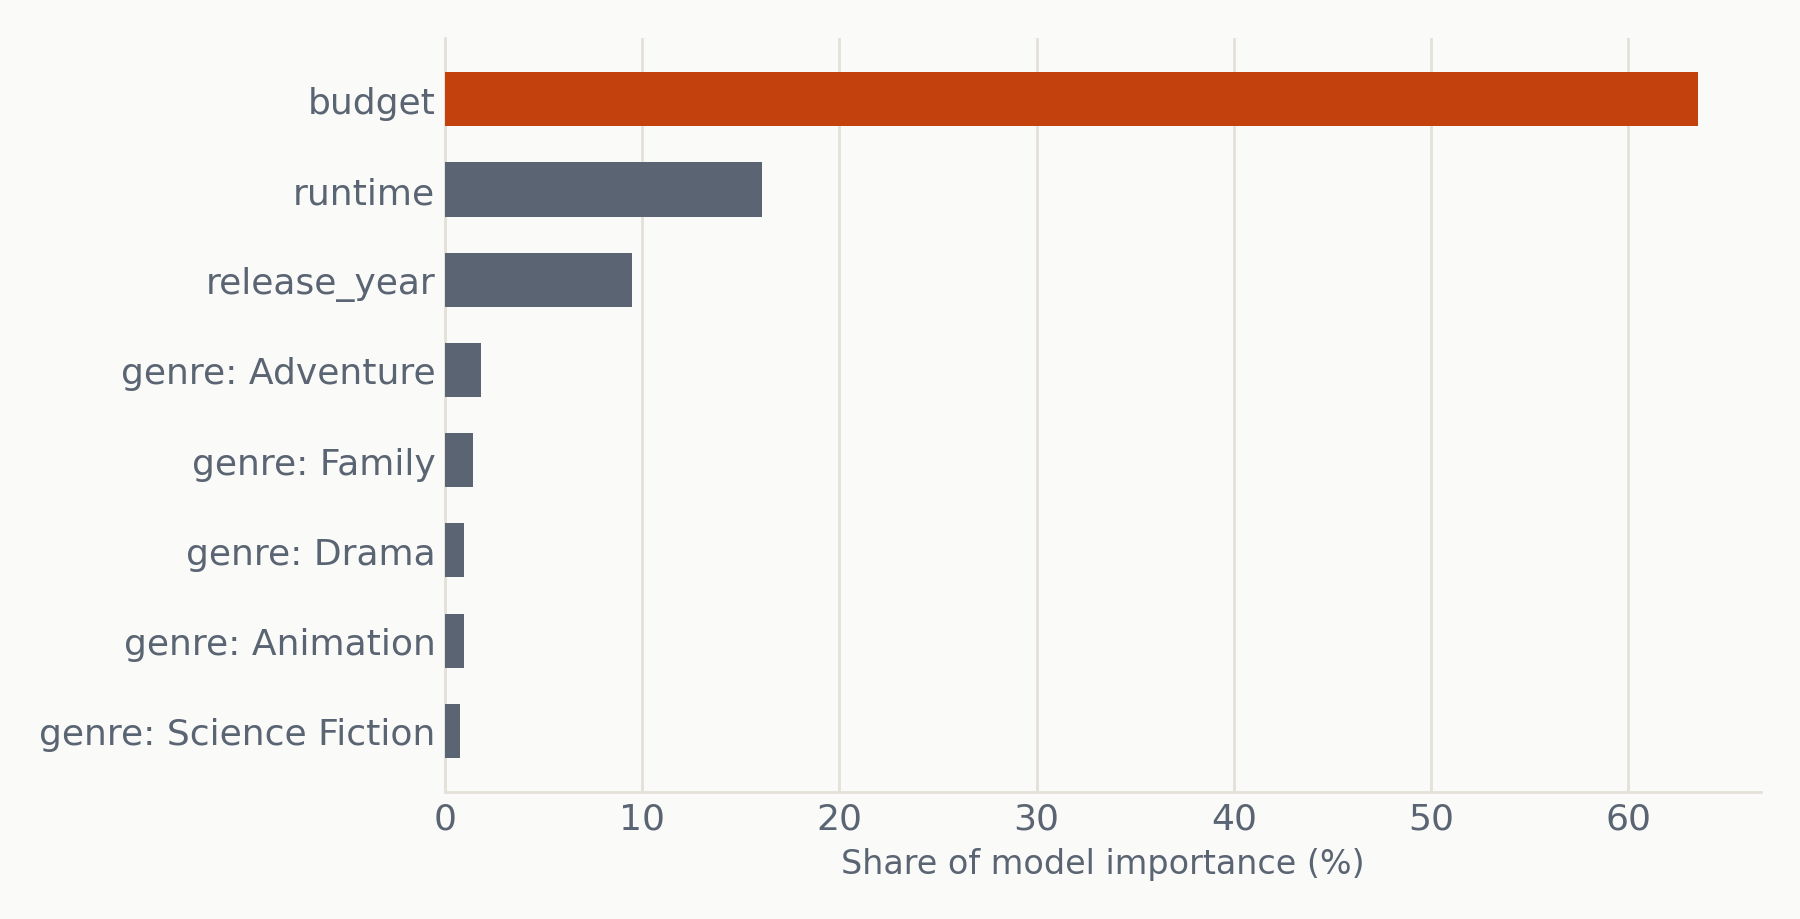 budget
runtime
release_year
genre: Adventure
genre: Family
genre: Drama
genre: Animation
genre: Science Fiction
0 10 20 30 40 50 60
Share of model importance (%)